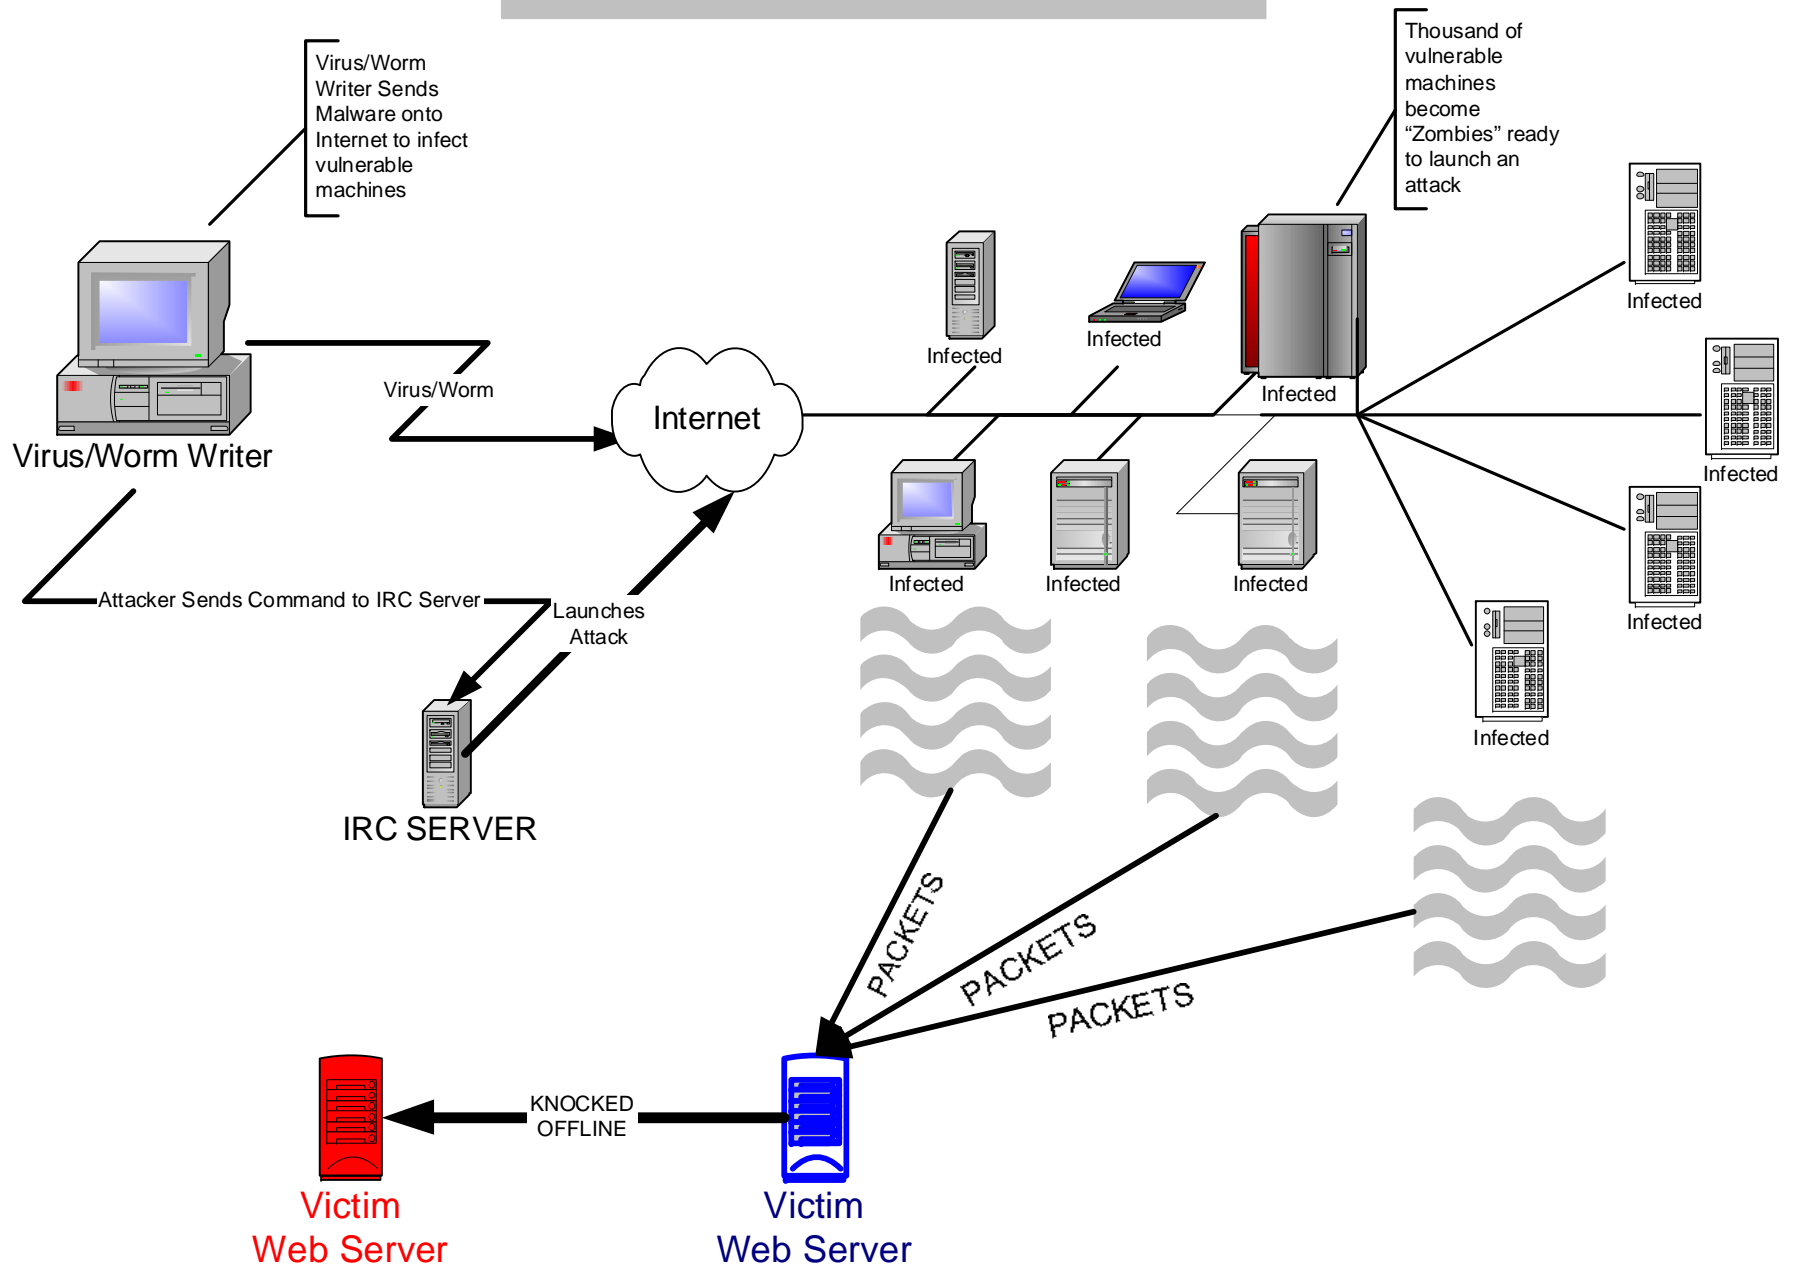 Virus/Worm
Writer Sends
Malware onto
Internet to infect
vulnerable
machines
Thousand of
vulnerable
machines
become
“Zombies” ready
to launch an
attack
Infected
Infected
Infected
Infected
Infected
Virus/Worm
Internet
Virus/Worm Writer
Infected
Infected
Infected
Infected
Infected
Attacker Sends Command to IRC Server
Launches
Attack
Infected
IRC SERVER
PACKETS
PACKETS
PACKETS
KNOCKED
OFFLINE
Victim
Web Server
Victim
Web Server